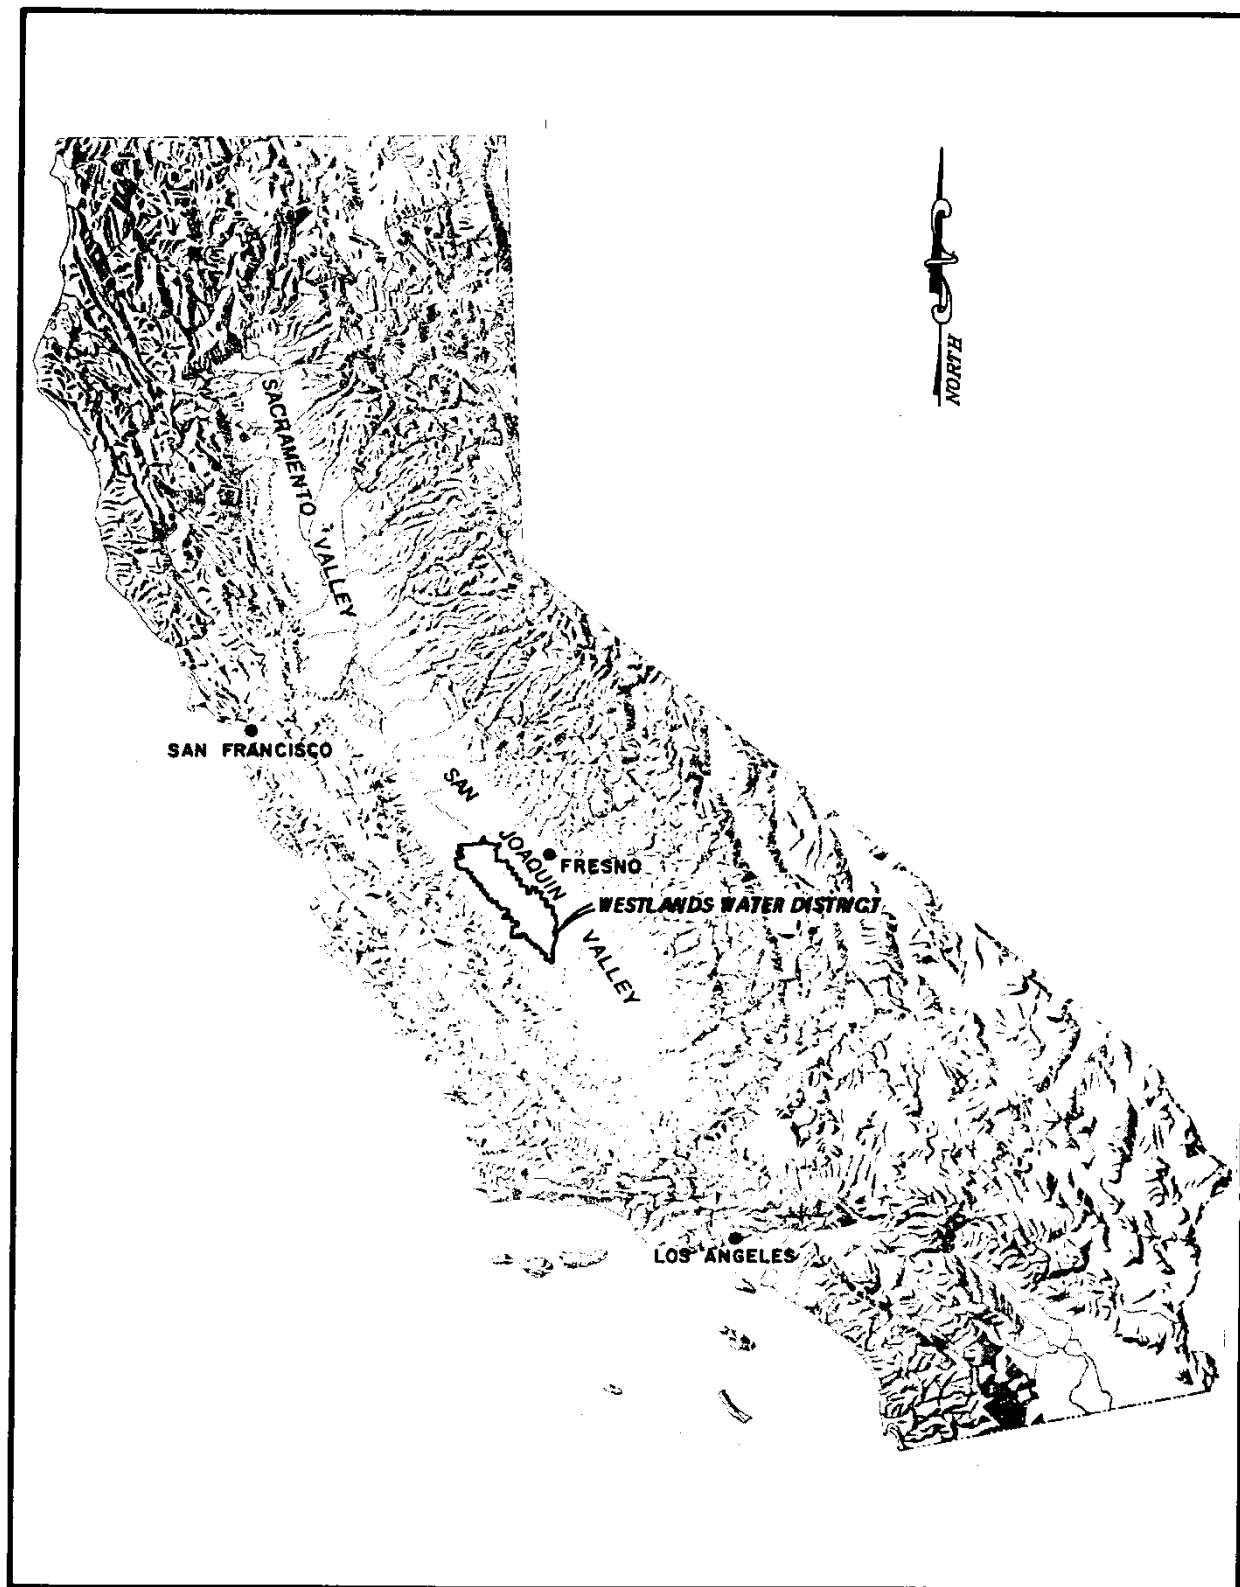 NORTH
SACRAMENTO VALLEY
SAN FRANCISCO
SAN JOAQUIN VALLEY
FRESNO
WESTLANDS WATER DISTRICT
LOS ANGELES